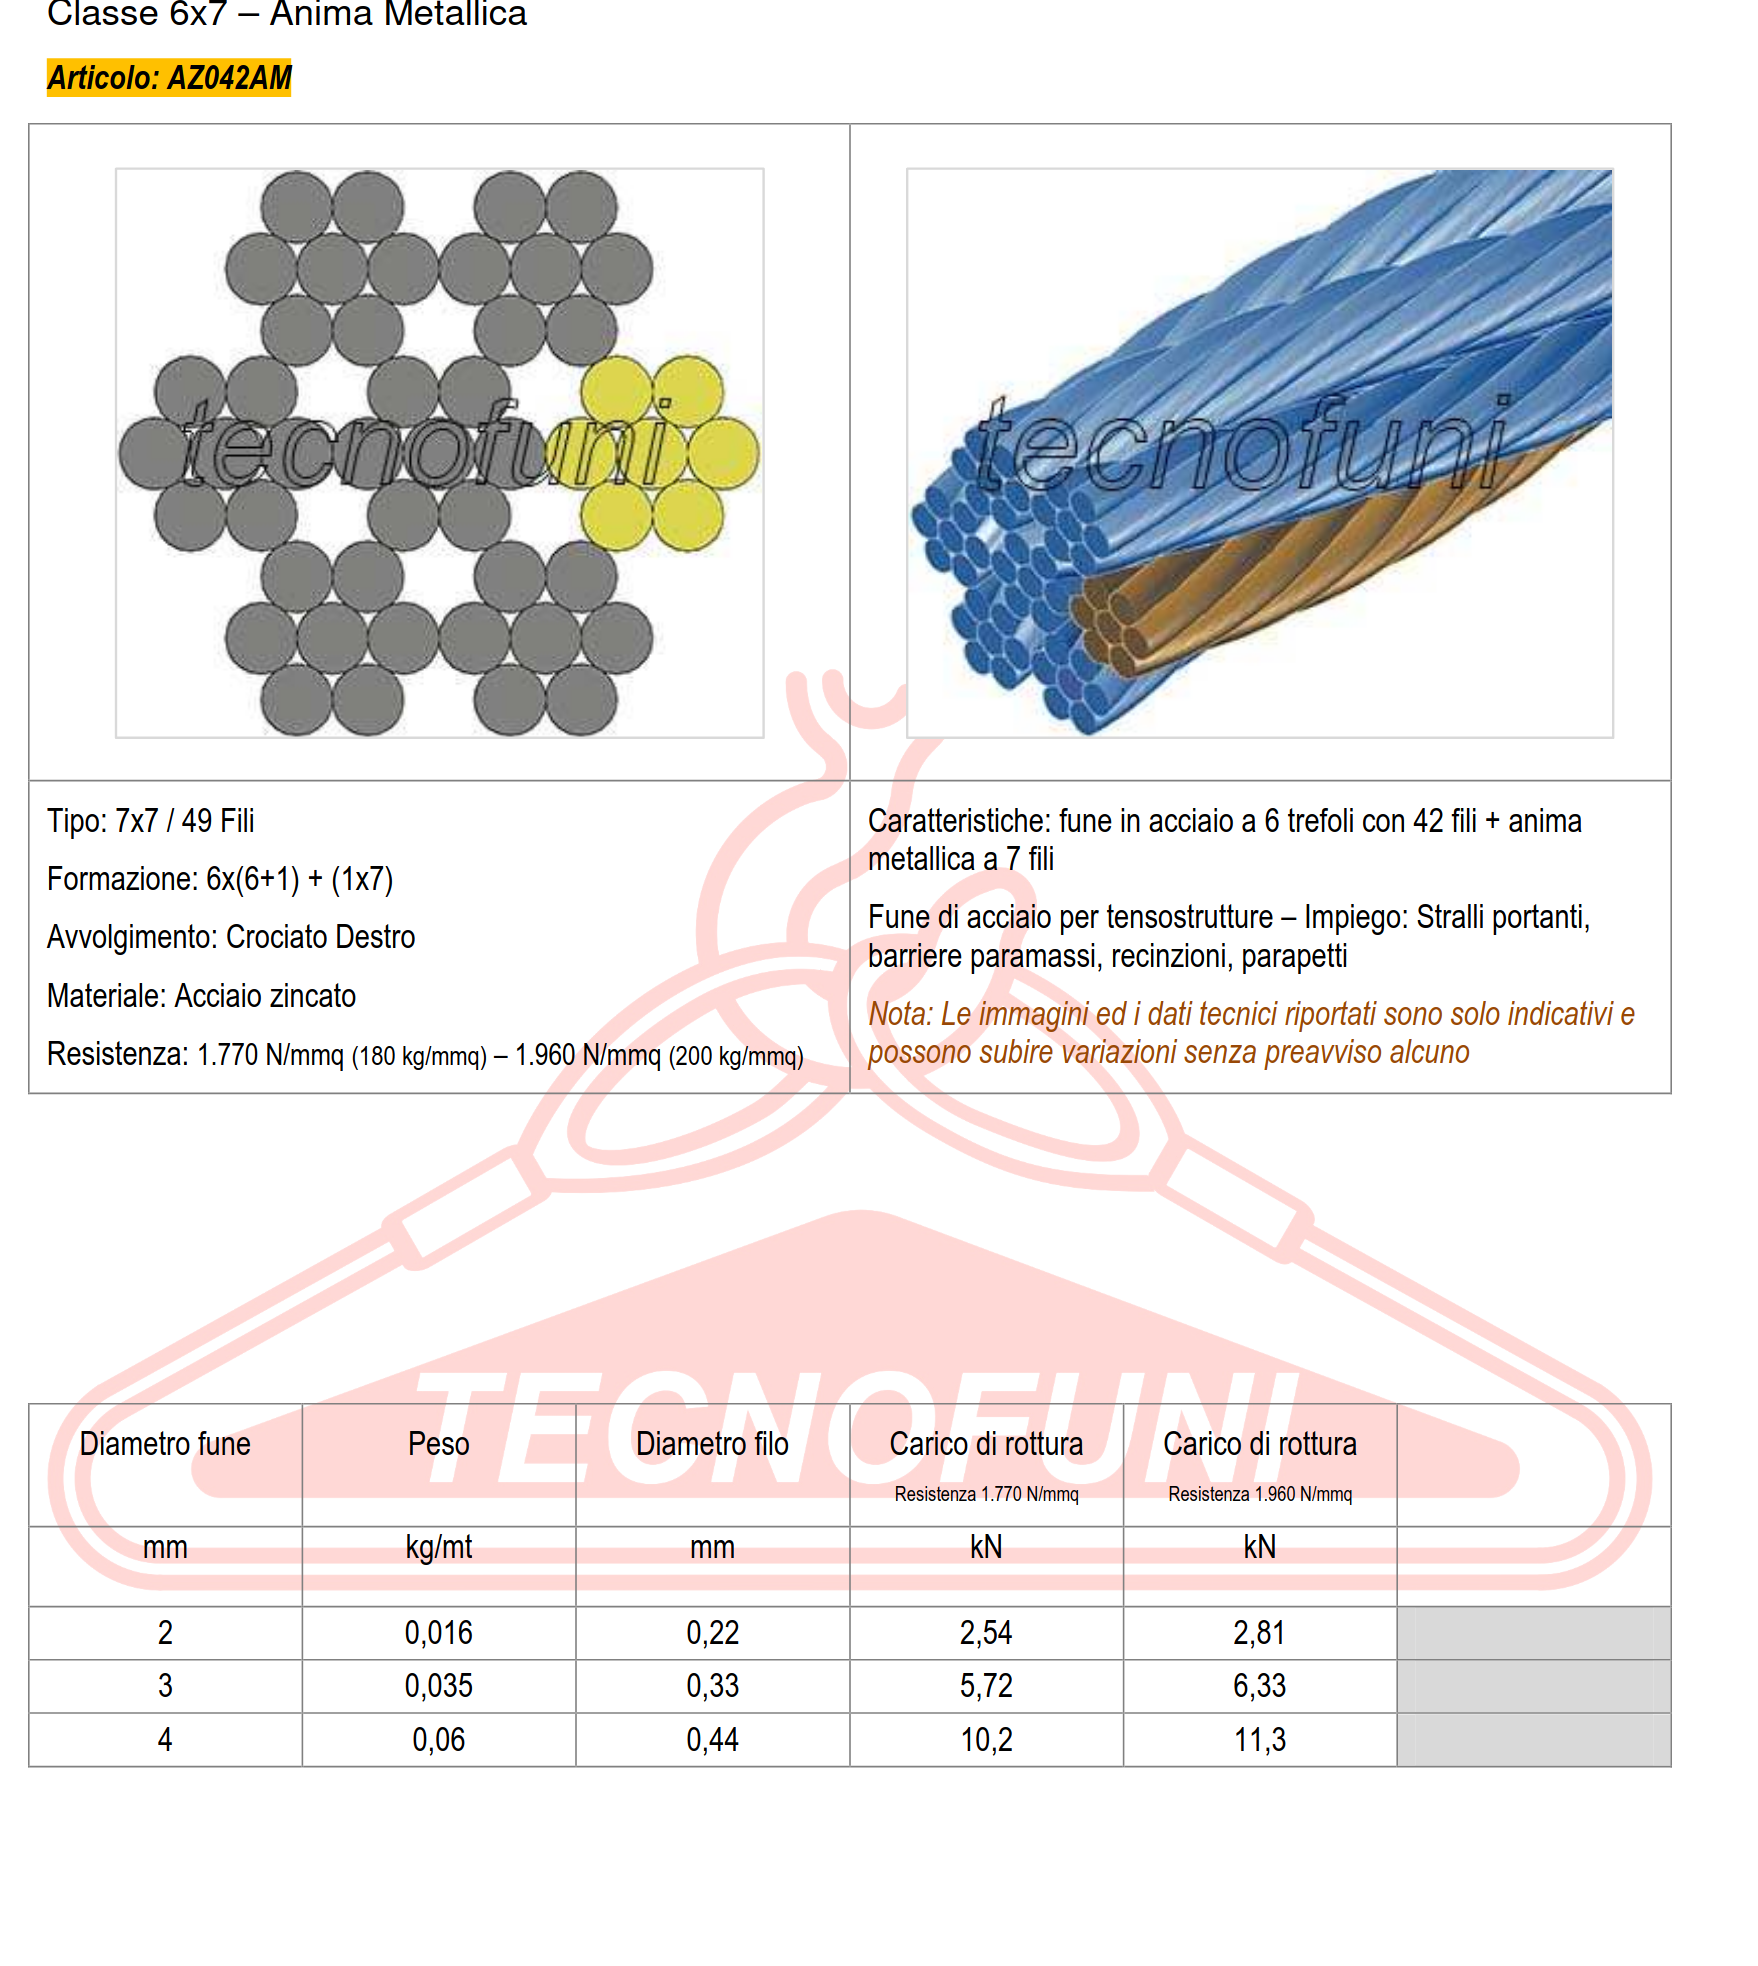 Classe 6x7 – Anima Metallica
Articolo: AZ042AM
tecnofuni
tecnofuni
Tipo: 7x7 / 49 Fili
Formazione: 6x(6+1) + (1x7)
Avvolgimento: Crociato Destro
Materiale: Acciaio zincato
Resistenza: 1.770 N/mmq (180 kg/mmq) – 1.960 N/mmq (200 kg/mmq)
Caratteristiche: fune in acciaio a 6 trefoli con 42 fili + anima
metallica a 7 fili
Fune di acciaio per tensostrutture – Impiego: Stralli portanti,
barriere paramassi, recinzioni, parapetti
Nota: Le immagini ed i dati tecnici riportati sono solo indicativi e
possono subire variazioni senza preavviso alcuno
TECNOFUNI
Diametro fune Peso Diametro filo Carico di rottura Carico di rottura
Resistenza 1.770 N/mmq Resistenza 1.960 N/mmq
mm kg/mt mm kN kN
2 0,016 0,22 2,54 2,81
3 0,035 0,33 5,72 6,33
4 0,06 0,44 10,2 11,3